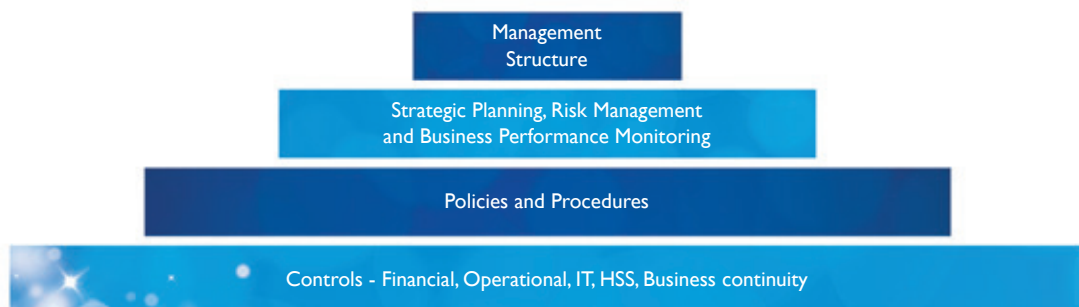 Management
Structure
Strategic Planning, Risk Management
and Business Performance Monitoring
Policies and Procedures
Controls - Financial, Operational, IT, HSS, Business continuity